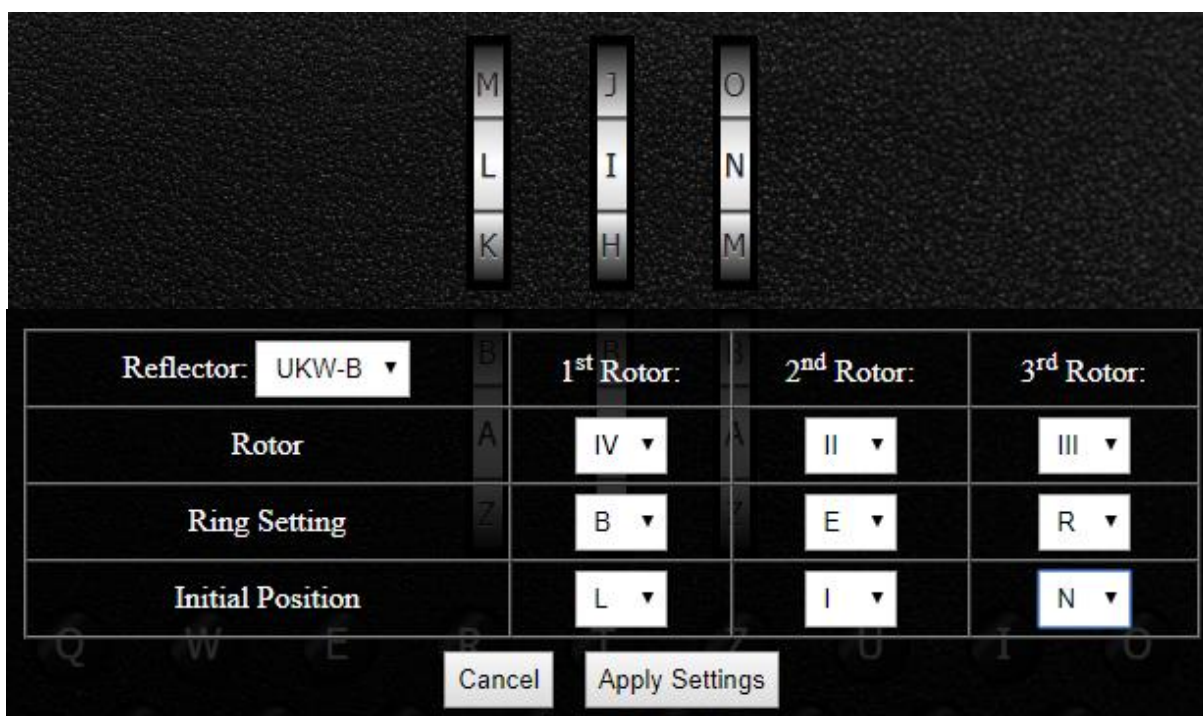 M J O
L I N
K H M
Reflector: UKW-B 1st Rotor: 2nd Rotor: 3rd Rotor:
B B B
Rotor IV II III
A A
Ring Setting B E R
Z Z
Initial Position L I N
Q W E R T Z U I O
Cancel Apply Settings